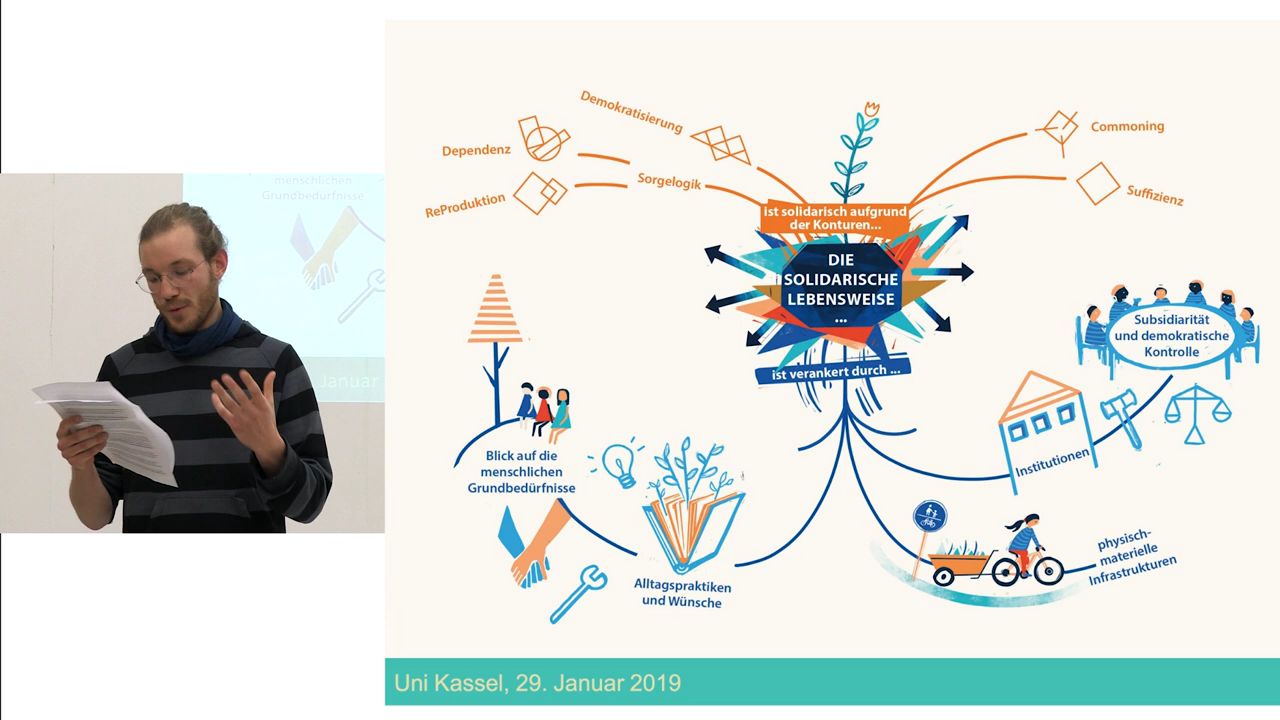 menschlichen
Grundbedürfnisse
Januar
Demokratisierung
Dependenz
Sorgelogik
ReProduktion
Commoning
Suffizienz
ist solidarisch aufgrund
der Konturen...
DIE
SOLIDARISCHE
LEBENSWEISE
...
ist verankert durch ...
Subsidiarität
und demokratische
Kontrolle
Institutionen
Blick auf die
menschlichen
Grundbedürfnisse
Alltagspraktiken
und Wünsche
physisch-
materielle
Infrastrukturen
Uni Kassel, 29. Januar 2019